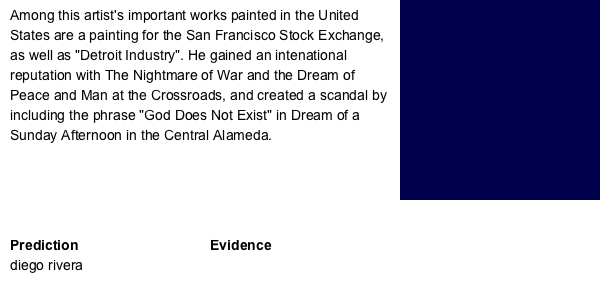 Among this artist's important works painted in the United
States are a painting for the San Francisco Stock Exchange,
as well as "Detroit Industry". He gained an intenational
reputation with The Nightmare of War and the Dream of
Peace and Man at the Crossroads, and created a scandal by
including the phrase "God Does Not Exist" in Dream of a
Sunday Afternoon in the Central Alameda.
Prediction Evidence
diego rivera